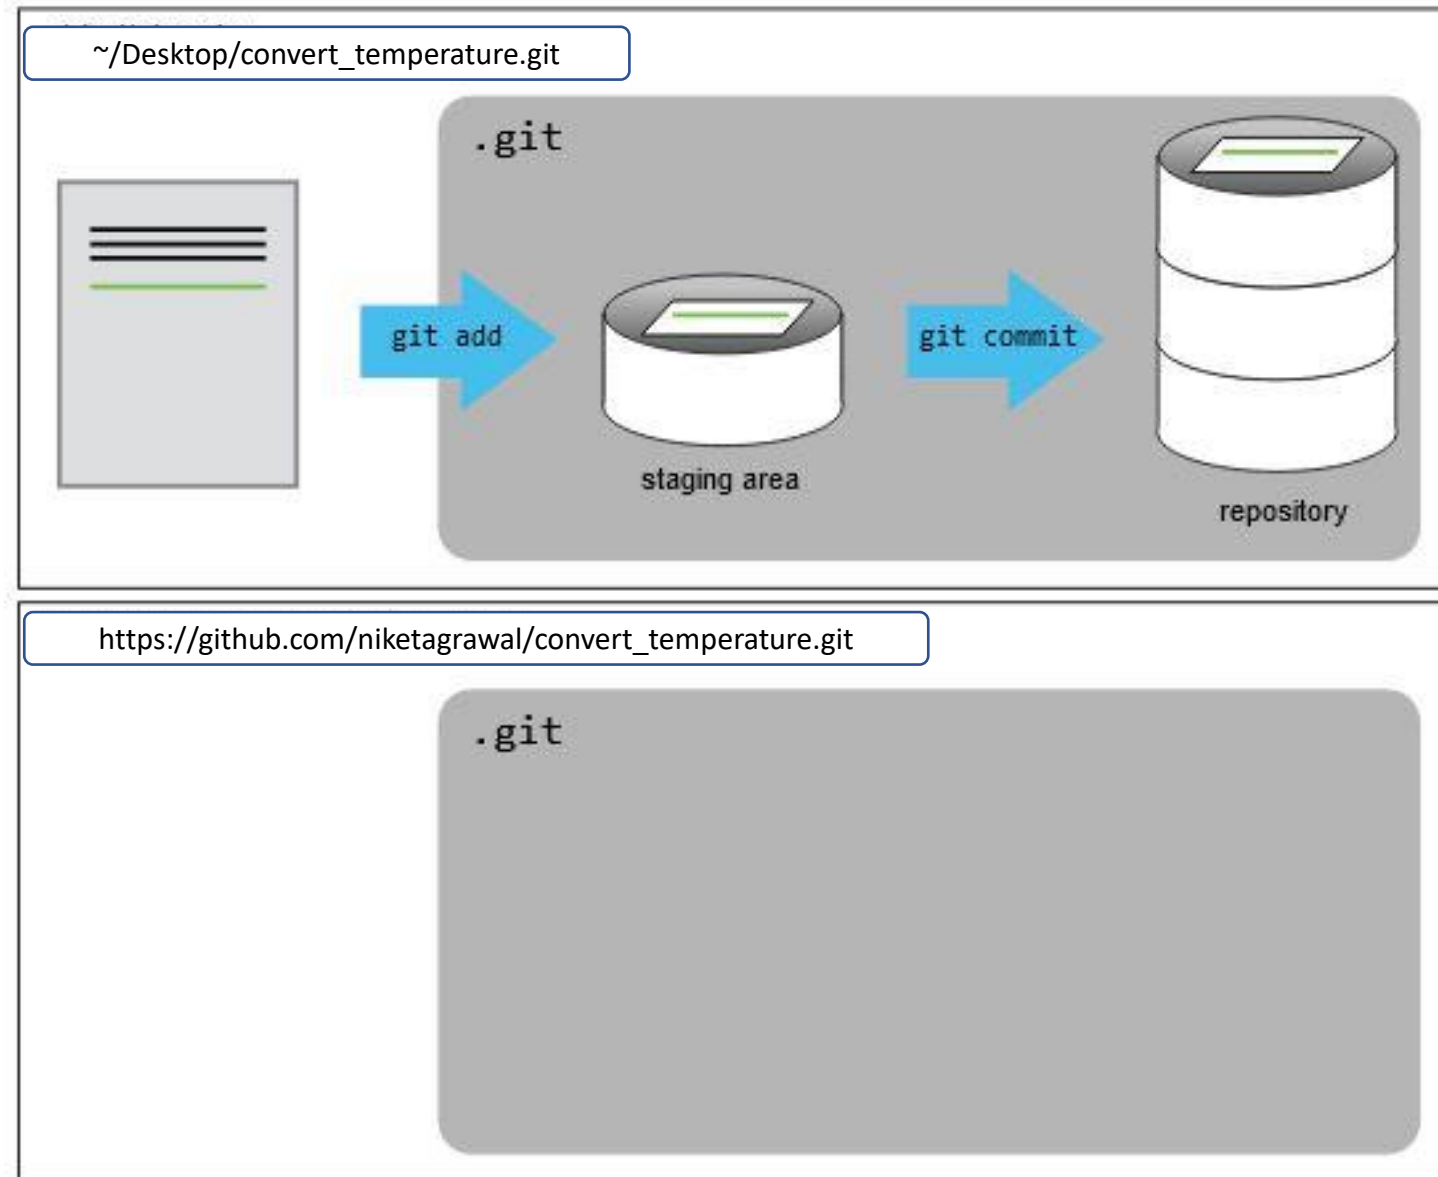 ~/Desktop/convert_temperature.git
.git
git add
git commit
staging area
repository
https://github.com/niketagrawal/convert_temperature.git
.git